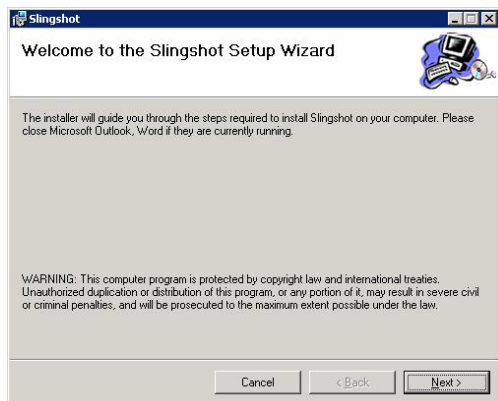 Slingshot
Welcome to the Slingshot Setup Wizard
The installer will guide you through the steps required to install Slingshot on your computer. Please
close Microsoft Outlook, Word if they are currently running.
WARNING: This computer program is protected by copyright law and international treaties.
Unauthorized duplication or distribution of this program, or any portion of it, may result in severe civil
or criminal penalties, and will be prosecuted to the maximum extent possible under the law.
Cancel < Back Next >